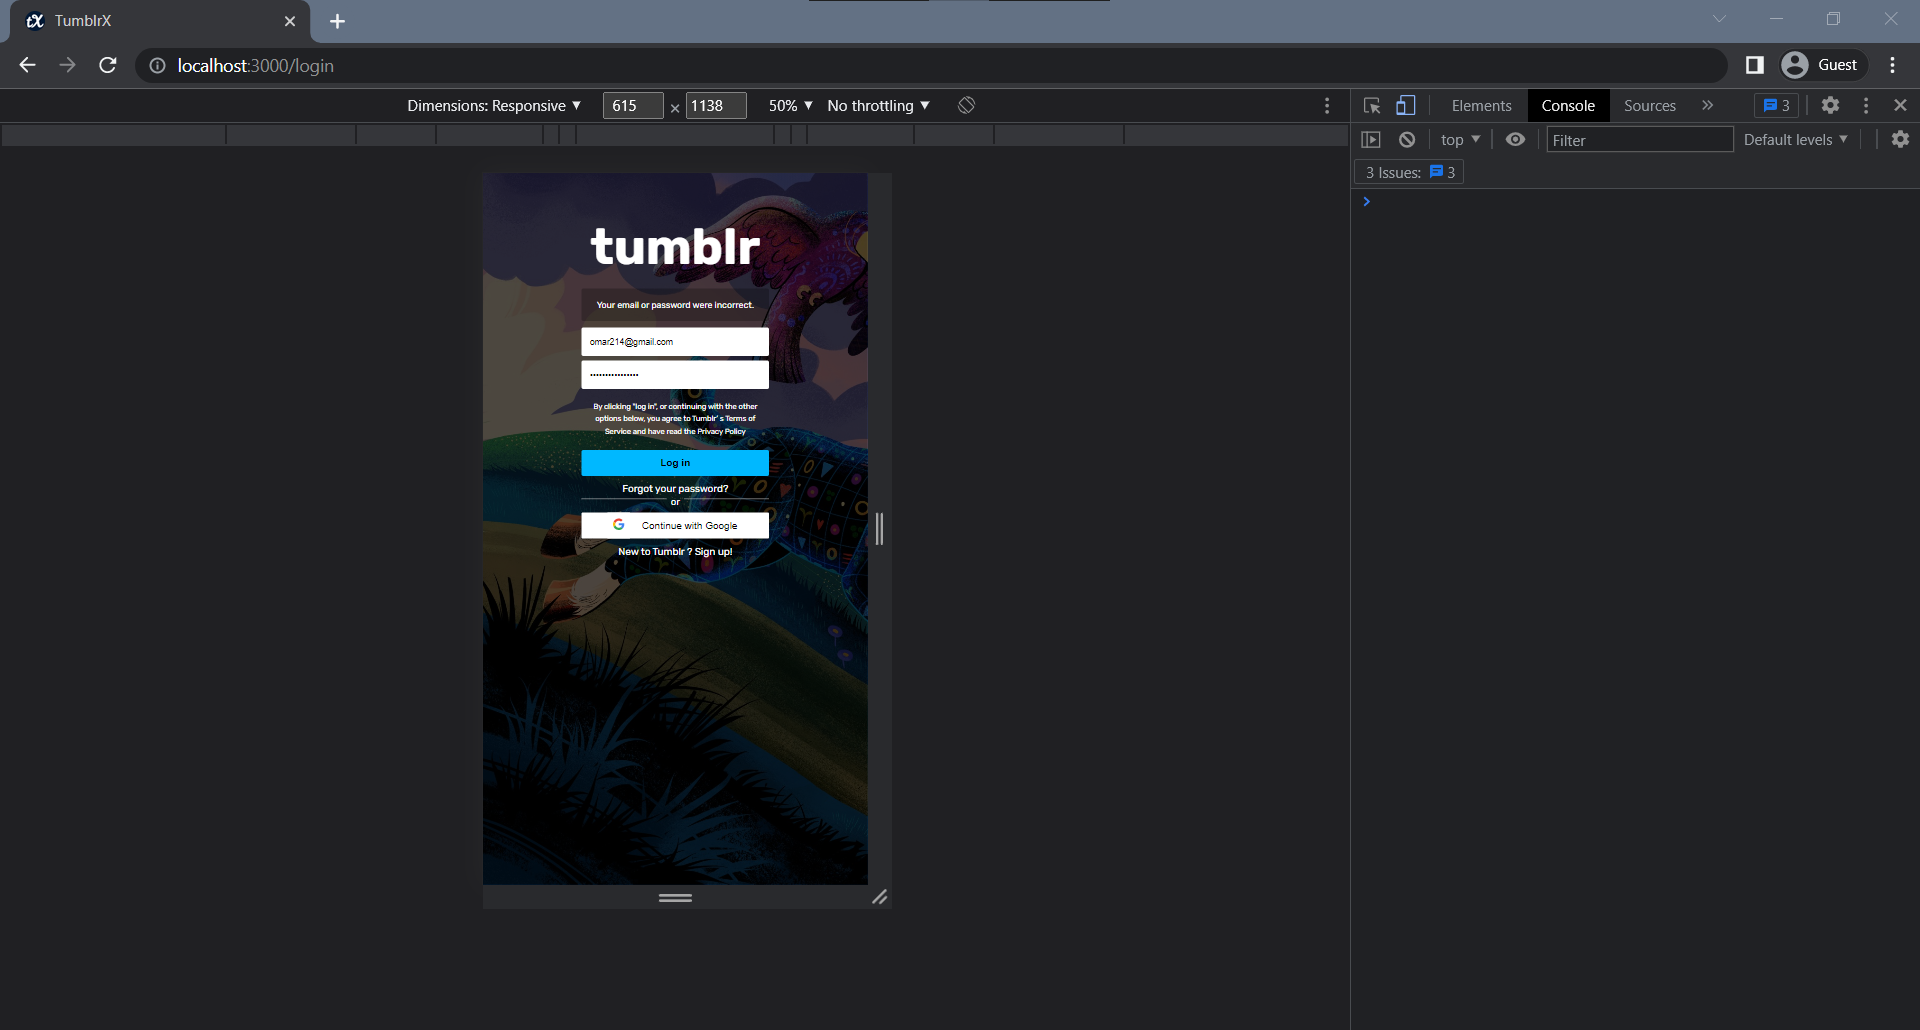 tX TumblrX
localhost:3000/login
Guest
Dimensions: Responsive 615 × 1138 50% No throttling
Elements Console Sources » 3
top Filter Default levels
3 Issues: 3
tumblr
Your email or password were incorrect.
omar214@gmail.com
By clicking "log in", or continuing with the other
options below, you agree to Tumblr' s Terms of
Service and have read the Privacy Policy
Log in
Forgot your password?
or
G Continue with Google
New to Tumblr ? Sign up!